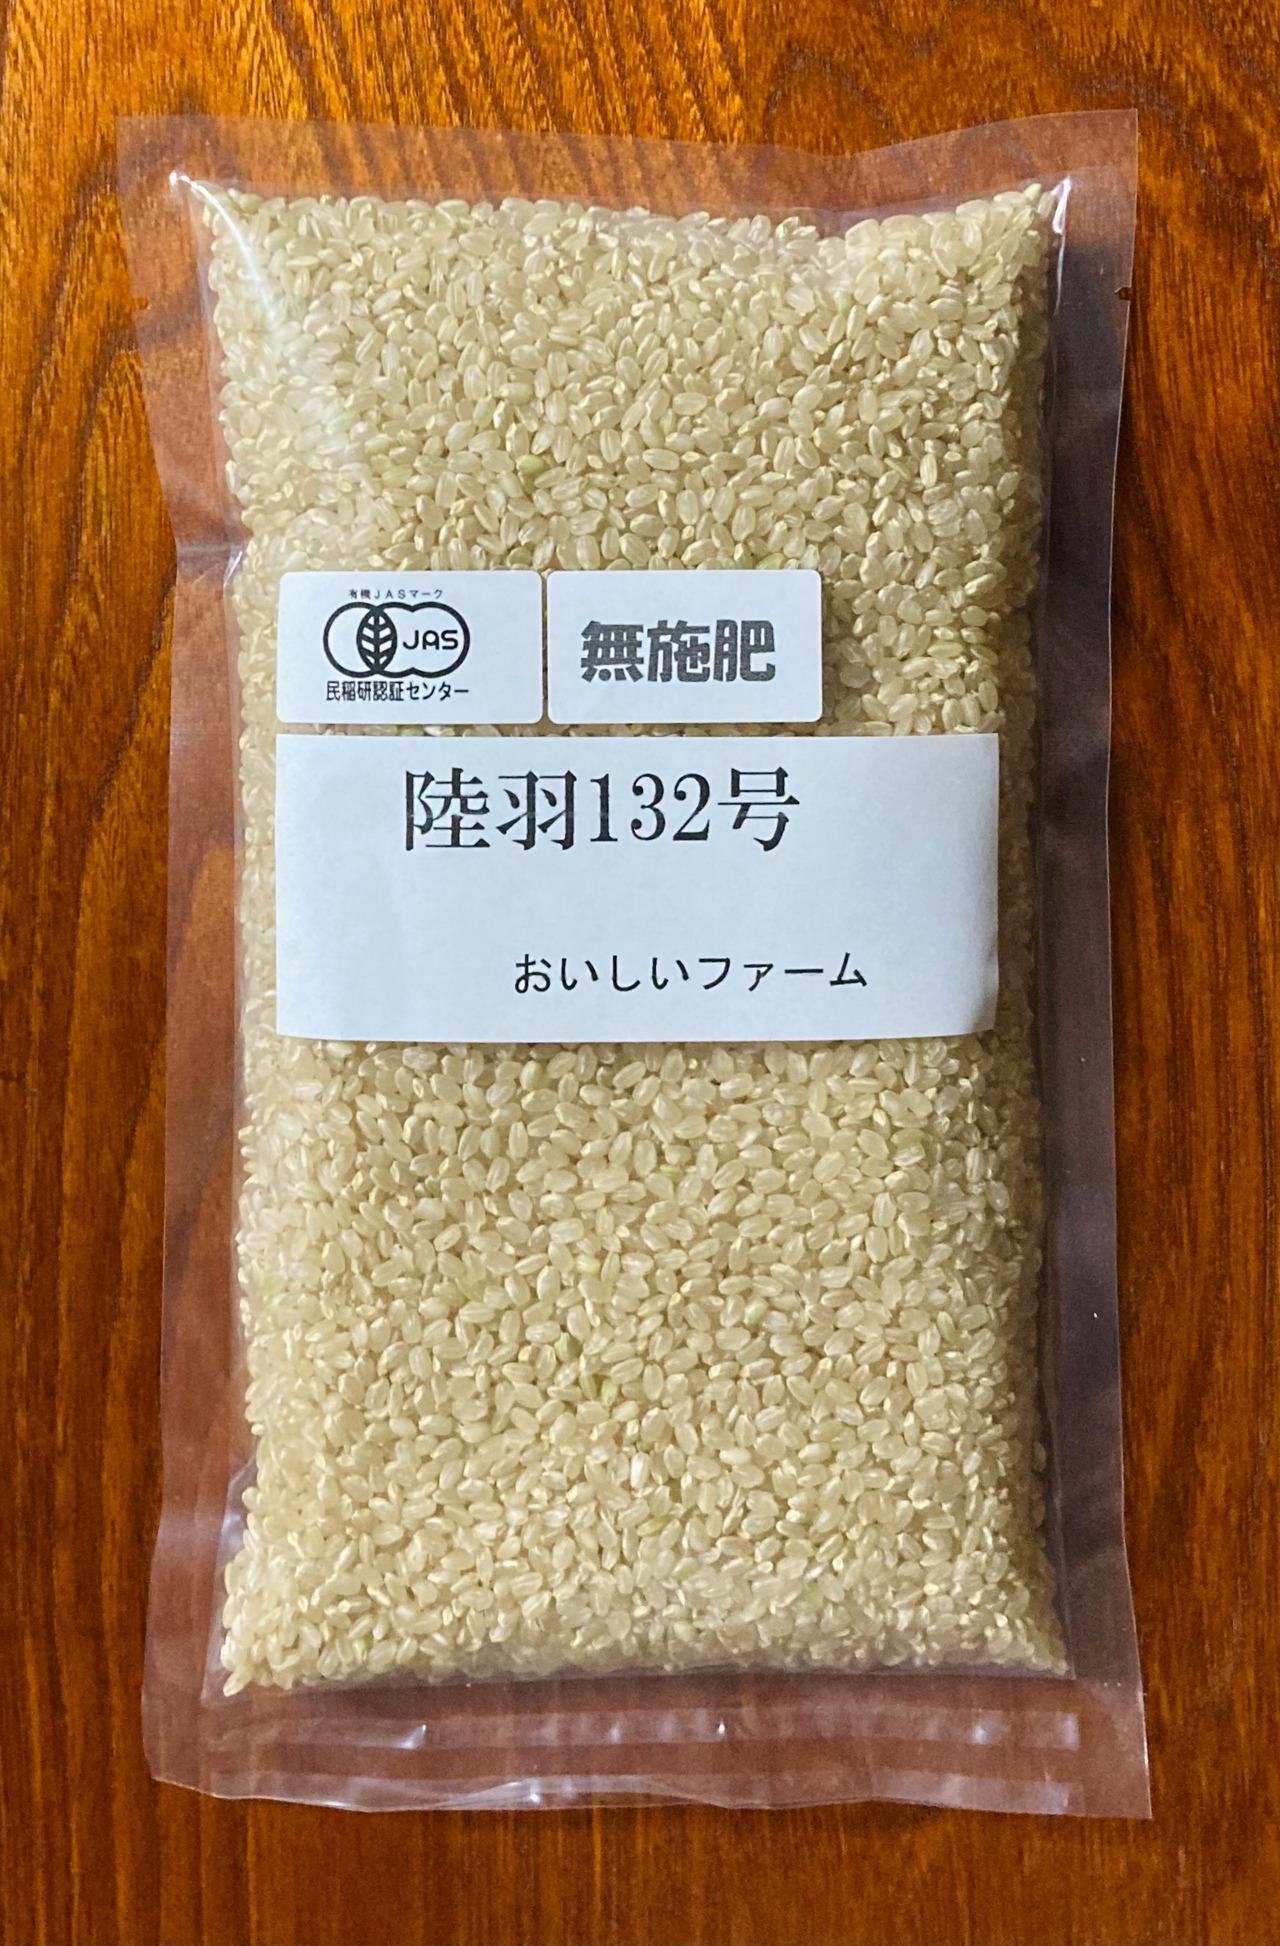 有機JASマーク
JAS
民稲研認証センター
無施肥
陸羽132号
おいしいファーム